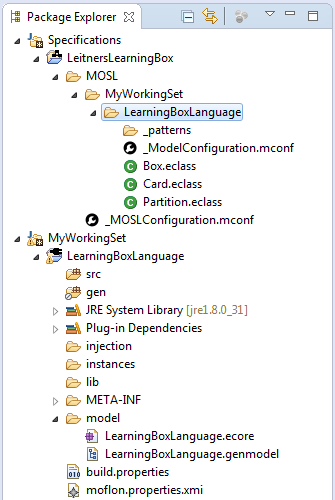 Package Explorer
Specifications
LeitnersLearningBox
MOSL
MyWorkingSet
LearningBoxLanguage
_patterns
_ModelConfiguration.mconf
Box.eclass
Card.eclass
Partition.eclass
_MOSLConfiguration.mconf
MyWorkingSet
LearningBoxLanguage
src
gen
JRE System Library [jre1.8.0_31]
Plug-in Dependencies
injection
instances
lib
META-INF
model
LearningBoxLanguage.ecore
LearningBoxLanguage.genmodel
build.properties
moflon.properties.xmi